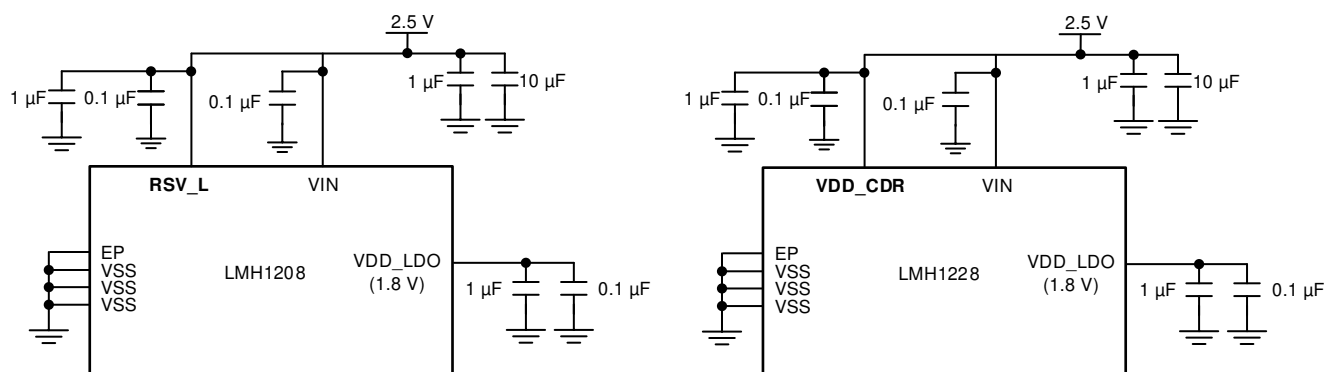 2.5 V
1 µF
0.1 µF
0.1 µF
1 µF
10 µF
RSV_L
VIN
EP
VSS
VSS
VSS
LMH1208
VDD_LDO
(1.8 V)
1 µF
0.1 µF
2.5 V
1 µF
0.1 µF
0.1 µF
1 µF
10 µF
VDD_CDR
VIN
EP
VSS
VSS
VSS
LMH1228
VDD_LDO
(1.8 V)
1 µF
0.1 µF